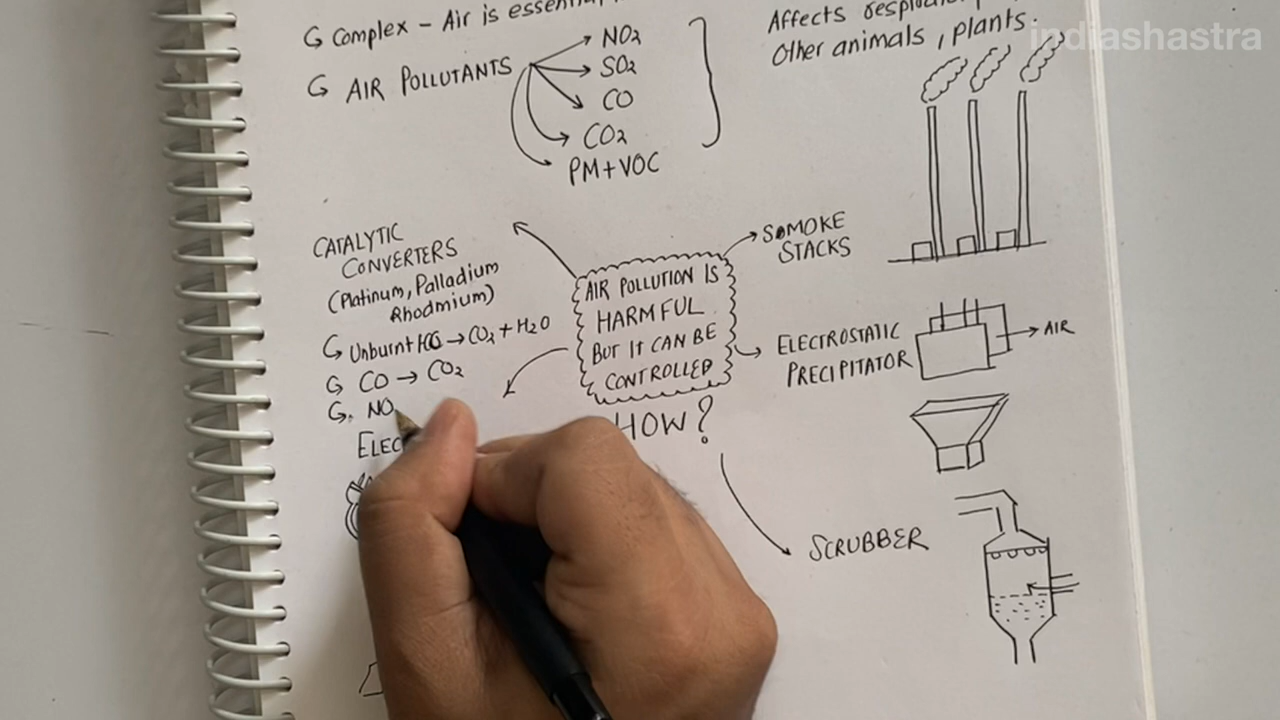 Complex - Air is essential
Affects
Other animals, plants.
indiashastra
AIR POLLUTANTS
NO2
SO2
CO
CO2
PM+VOC
CATALYTIC
CONVERTERS
(Platinum, Palladium
Rhodmium)
Unburnt HC → CO2 + H2O
CO → CO2
NO
ELEC
AIR POLLUTION IS
HARMFUL
BUT IT CAN BE
CONTROLLED
HOW?
SMOKE
STACKS
ELECTROSTATIC
PRECIPITATOR
AIR
SCRUBBER